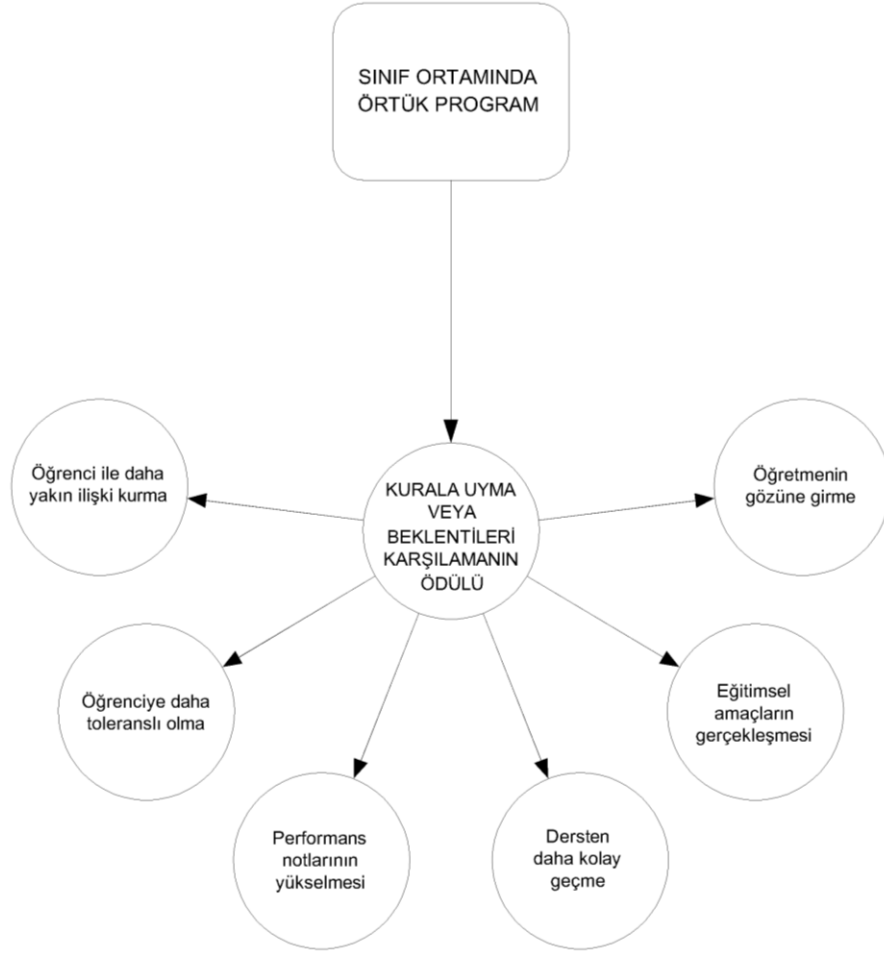 SINIF ORTAMINDA
ÖRTÜK PROGRAM
Öğrenci ile daha
yakın ilişki kurma
KURALA UYMA
VEYA
BEKLENTİLERİ
KARŞILAMANIN
ÖDÜLÜ
Öğretmenin
gözüne girme
Öğrenciye daha
toleranslı olma
Eğitimsel
amaçların
gerçekleşmesi
Performans
notlarının
yükselmesi
Dersten
daha kolay
geçme